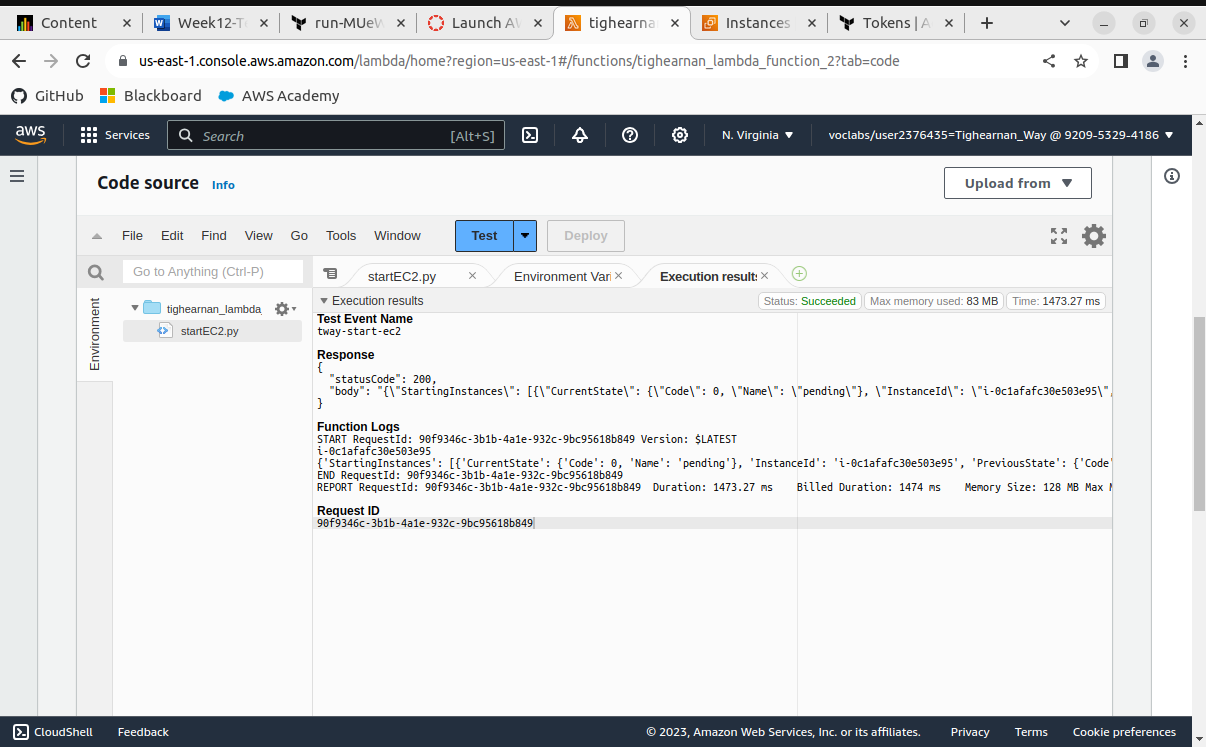 Content
Week12-T
run-MUeW
Launch AW
tighearna
Instances
Tokens | A
us-east-1.console.aws.amazon.com/lambda/home?region=us-east-1#/functions/tighearnan_lambda_function_2?tab=code
GitHub
Blackboard
AWS Academy
aws
Services
Search
[Alt+S]
N. Virginia
voclabs/user2376435=Tighearnan_Way @ 9209-5329-4186
Code source Info
Upload from
File Edit Find View Go Tools Window
Test
Deploy
Go to Anything (Ctrl-P)
startEC2.py
Environment Vari
Execution results
Environment
tighearnan_lambda
startEC2.py
Execution results
Status: Succeeded
Max memory used: 83 MB
Time: 1473.27 ms
Test Event Name
tway-start-ec2
Response
{
"statusCode": 200,
"body": "{\"StartingInstances\": [{\"CurrentState\": {\"Code\": 0, \"Name\": \"pending\"}, \"InstanceId\": \"i-0c1afafc30e503e95\",
}
Function Logs
START RequestId: 90f9346c-3b1b-4a1e-932c-9bc95618b849 Version: $LATEST
i-0c1afafc30e503e95
{'StartingInstances': [{'CurrentState': {'Code': 0, 'Name': 'pending'}, 'InstanceId': 'i-0c1afafc30e503e95', 'PreviousState': {'Code'
END RequestId: 90f9346c-3b1b-4a1e-932c-9bc95618b849
REPORT RequestId: 90f9346c-3b1b-4a1e-932c-9bc95618b849 Duration: 1473.27 ms Billed Duration: 1474 ms Memory Size: 128 MB Max
Request ID
90f9346c-3b1b-4a1e-932c-9bc95618b849
CloudShell
Feedback
© 2023, Amazon Web Services, Inc. or its affiliates.
Privacy
Terms
Cookie preferences